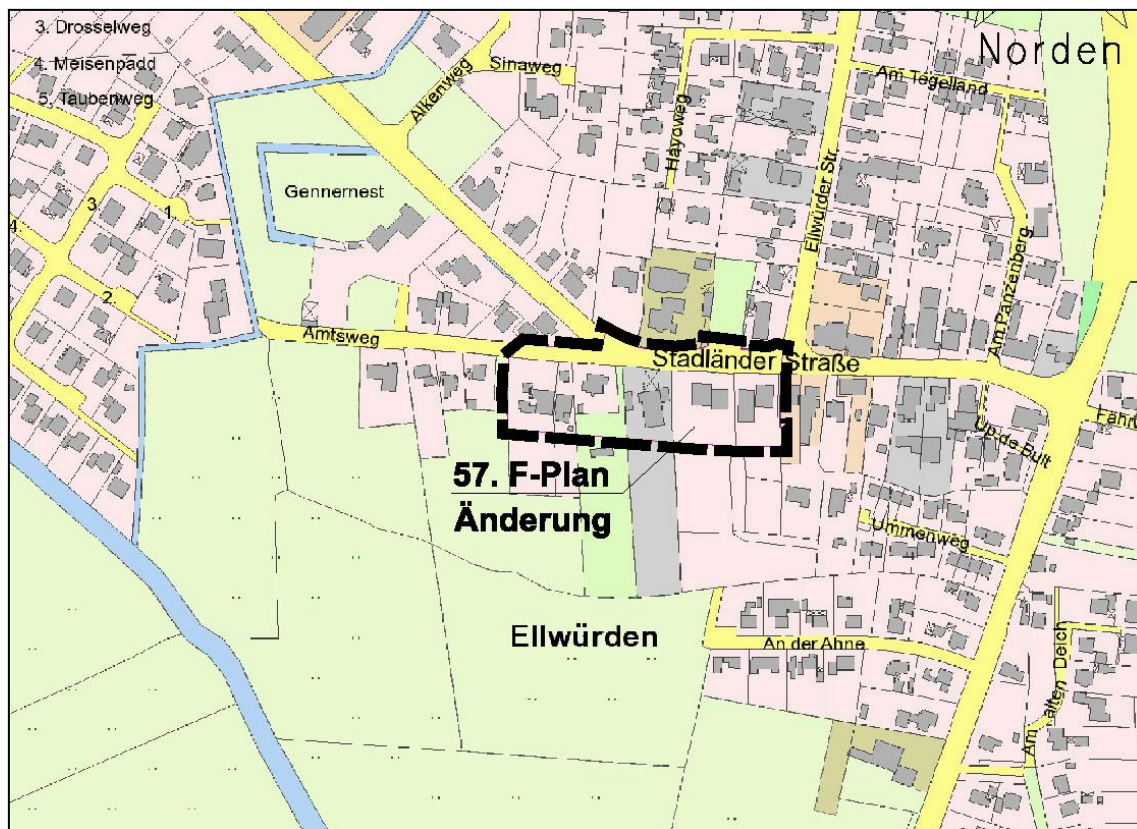 3. Drosselweg
4. Meisenpadd
5. Taubenweg
Norden
Sinaweg
Alkenweg
Am Tegelland
Hayoweg
Ellwürder Str.
Gennernest
3.
1.
4
2.
Am Panzenberg
Amtsweg
Stadländer Straße
Fahr
Up de Bult
57. F-Plan
Änderung
Ummenweg
Ellwürden
An der Ahne
Am alten Deich